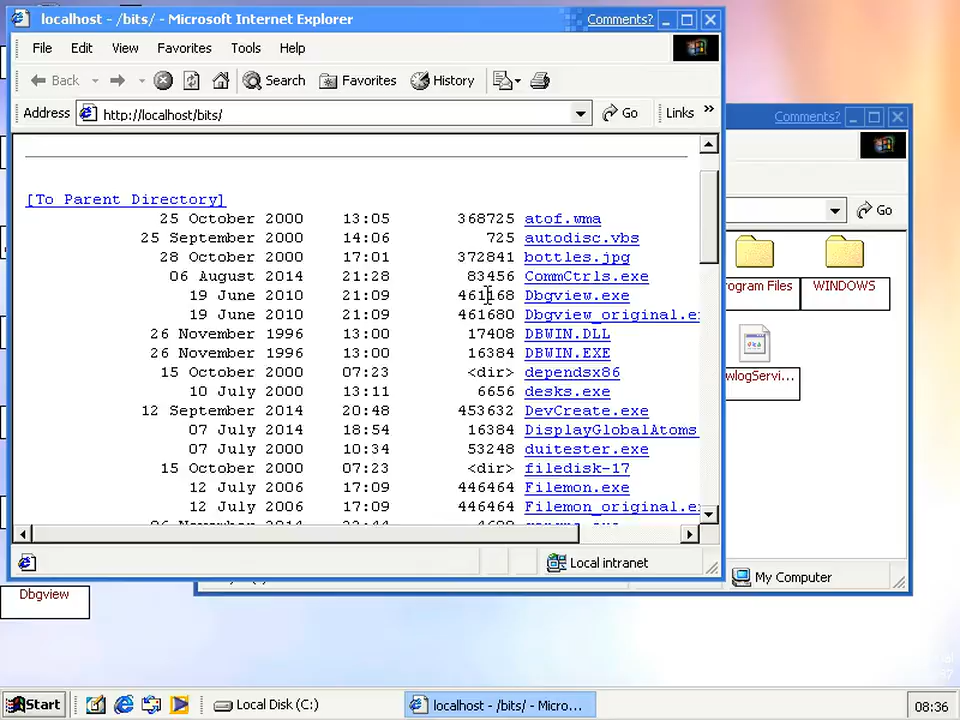 localhost - /bits/ - Microsoft Internet Explorer
Comments?
File Edit View Favorites Tools Help
Back Search Favorites History
Address http://localhost/bits/ Go Links »
[To Parent Directory]
25 October 2000 13:05 368725 atof.wma
25 September 2000 14:06 725 autodisc.vbs
28 October 2000 17:01 372841 bottles.jpg
06 August 2014 21:28 83456 CommCtrls.exe
19 June 2010 21:09 461168 Dbgview.exe
19 June 2010 21:09 461680 Dbgview_original.ex
26 November 1996 13:00 17408 DBWIN.DLL
26 November 1996 13:00 16384 DBWIN.EXE
15 October 2000 07:23 <dir> dependsx86
10 July 2000 13:11 6656 desks.exe
12 September 2014 20:48 453632 DevCreate.exe
07 July 2014 18:54 16384 DisplayGlobalAtoms
07 July 2000 10:34 53248 duitester.exe
15 October 2000 07:23 <dir> filedisk-17
12 July 2006 17:09 446464 Filemon.exe
12 July 2006 17:09 446464 Filemon_original.e
Local intranet
Comments?
Go
ogram Files
WINDOWS
wlogServi...
My Computer
Dbgview
Start
Local Disk (C:)
localhost - /bits/ - Micro...
08:36